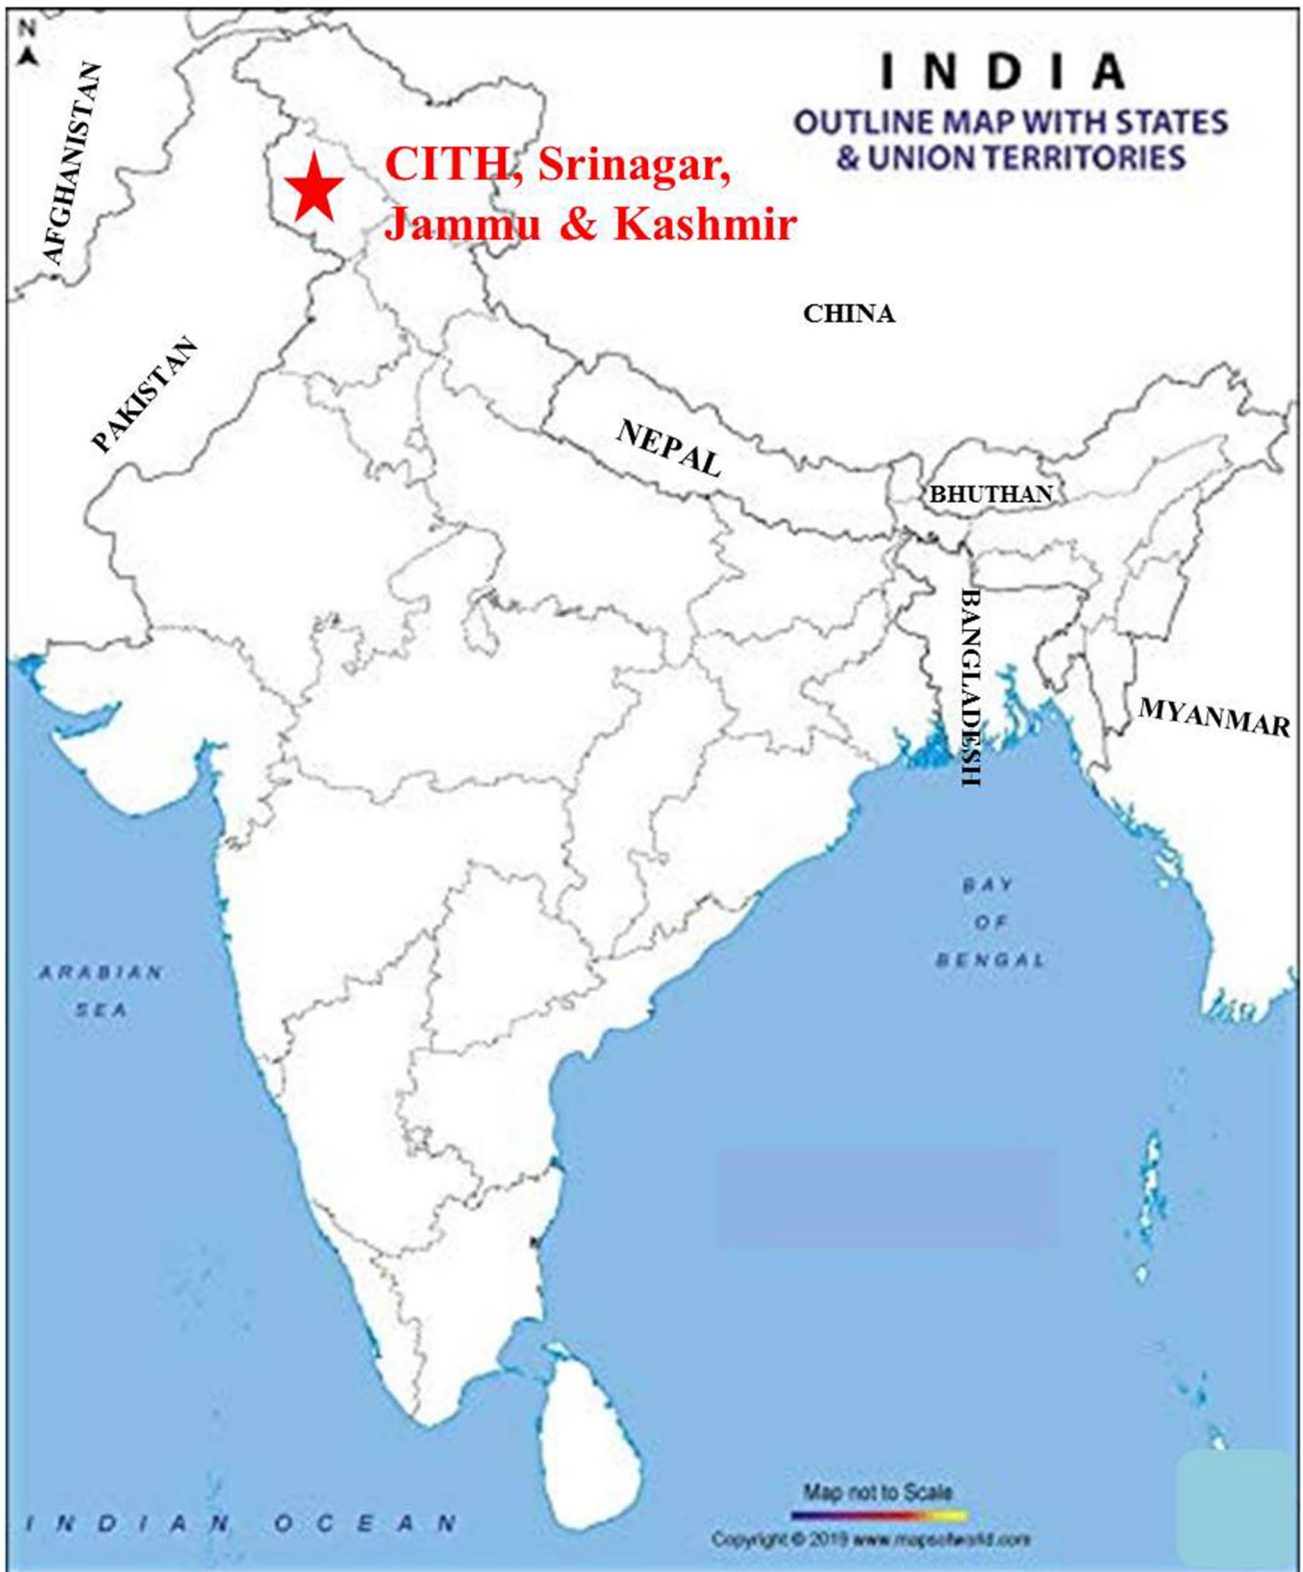 N
INDIA
OUTLINE MAP WITH STATES
& UNION TERRITORIES
AFGHANISTAN
CITH, Srinagar,
Jammu & Kashmir
CHINA
PAKISTAN
NEPAL
BHUTHAN
BANGLADESH
MYANMAR
BAY
OF
BENGAL
ARABIAN
SEA
INDIAN OCEAN
Map not to Scale
Copyright © 2019 www.mapsofworld.com